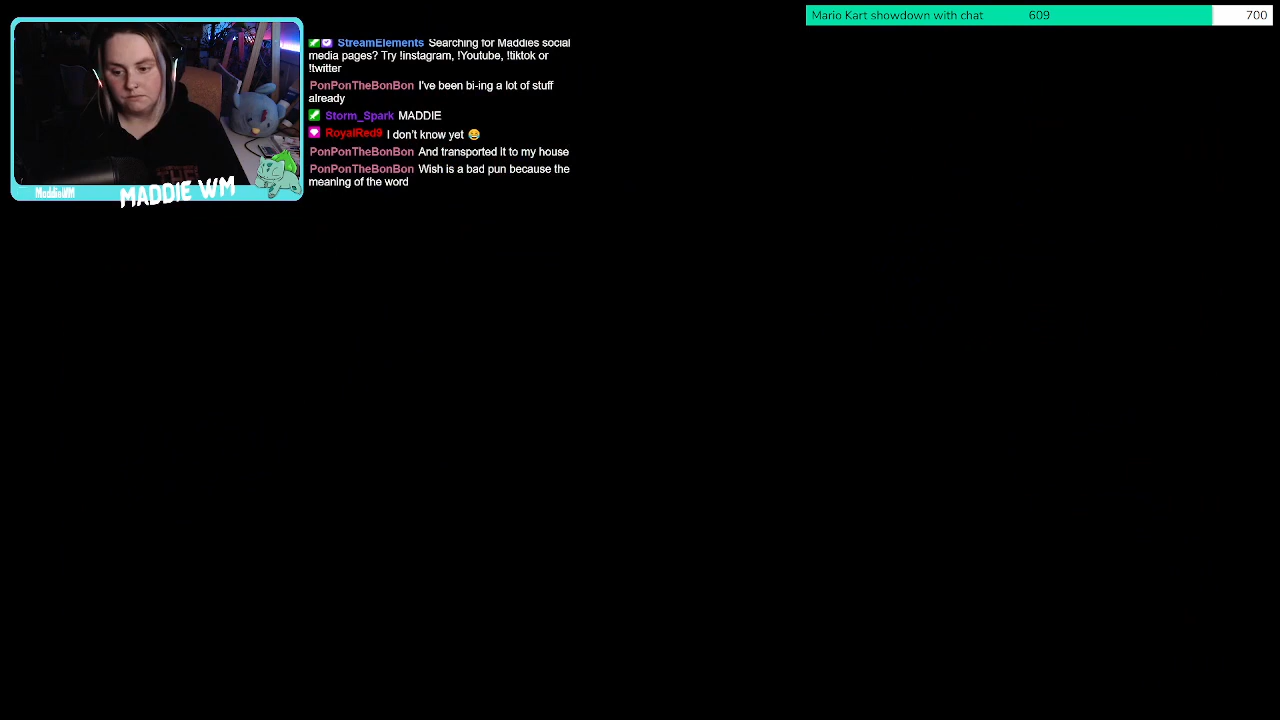 Mario Kart showdown with chat 609 700
StreamElements Searching for Maddies social
media pages? Try !instagram, !Youtube, !tiktok or
!twitter
PonPonTheBonBon I've been bi-ing a lot of stuff
already
Storm_Spark MADDIE
RoyalRed9 I don't know yet 😂
PonPonTheBonBon And transported it to my house
PonPonTheBonBon Wish is a bad pun because the
meaning of the word
MaddieWM
MADDIE WM